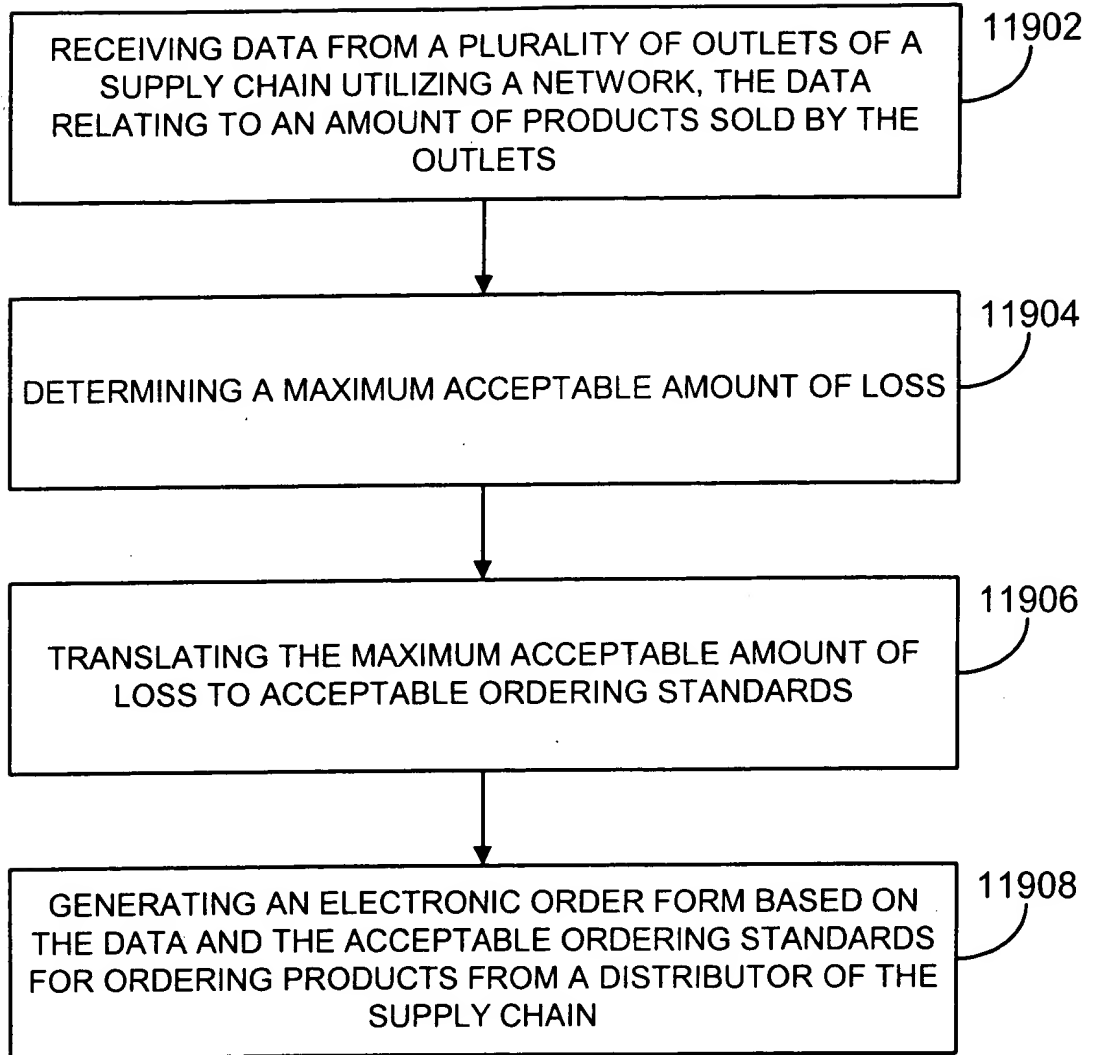 11902
RECEIVING DATA FROM A PLURALITY OF OUTLETS OF A
SUPPLY CHAIN UTILIZING A NETWORK, THE DATA
RELATING TO AN AMOUNT OF PRODUCTS SOLD BY THE
OUTLETS
11904
DETERMINING A MAXIMUM ACCEPTABLE AMOUNT OF LOSS
11906
TRANSLATING THE MAXIMUM ACCEPTABLE AMOUNT OF
LOSS TO ACCEPTABLE ORDERING STANDARDS
11908
GENERATING AN ELECTRONIC ORDER FORM BASED ON
THE DATA AND THE ACCEPTABLE ORDERING STANDARDS
FOR ORDERING PRODUCTS FROM A DISTRIBUTOR OF THE
SUPPLY CHAIN